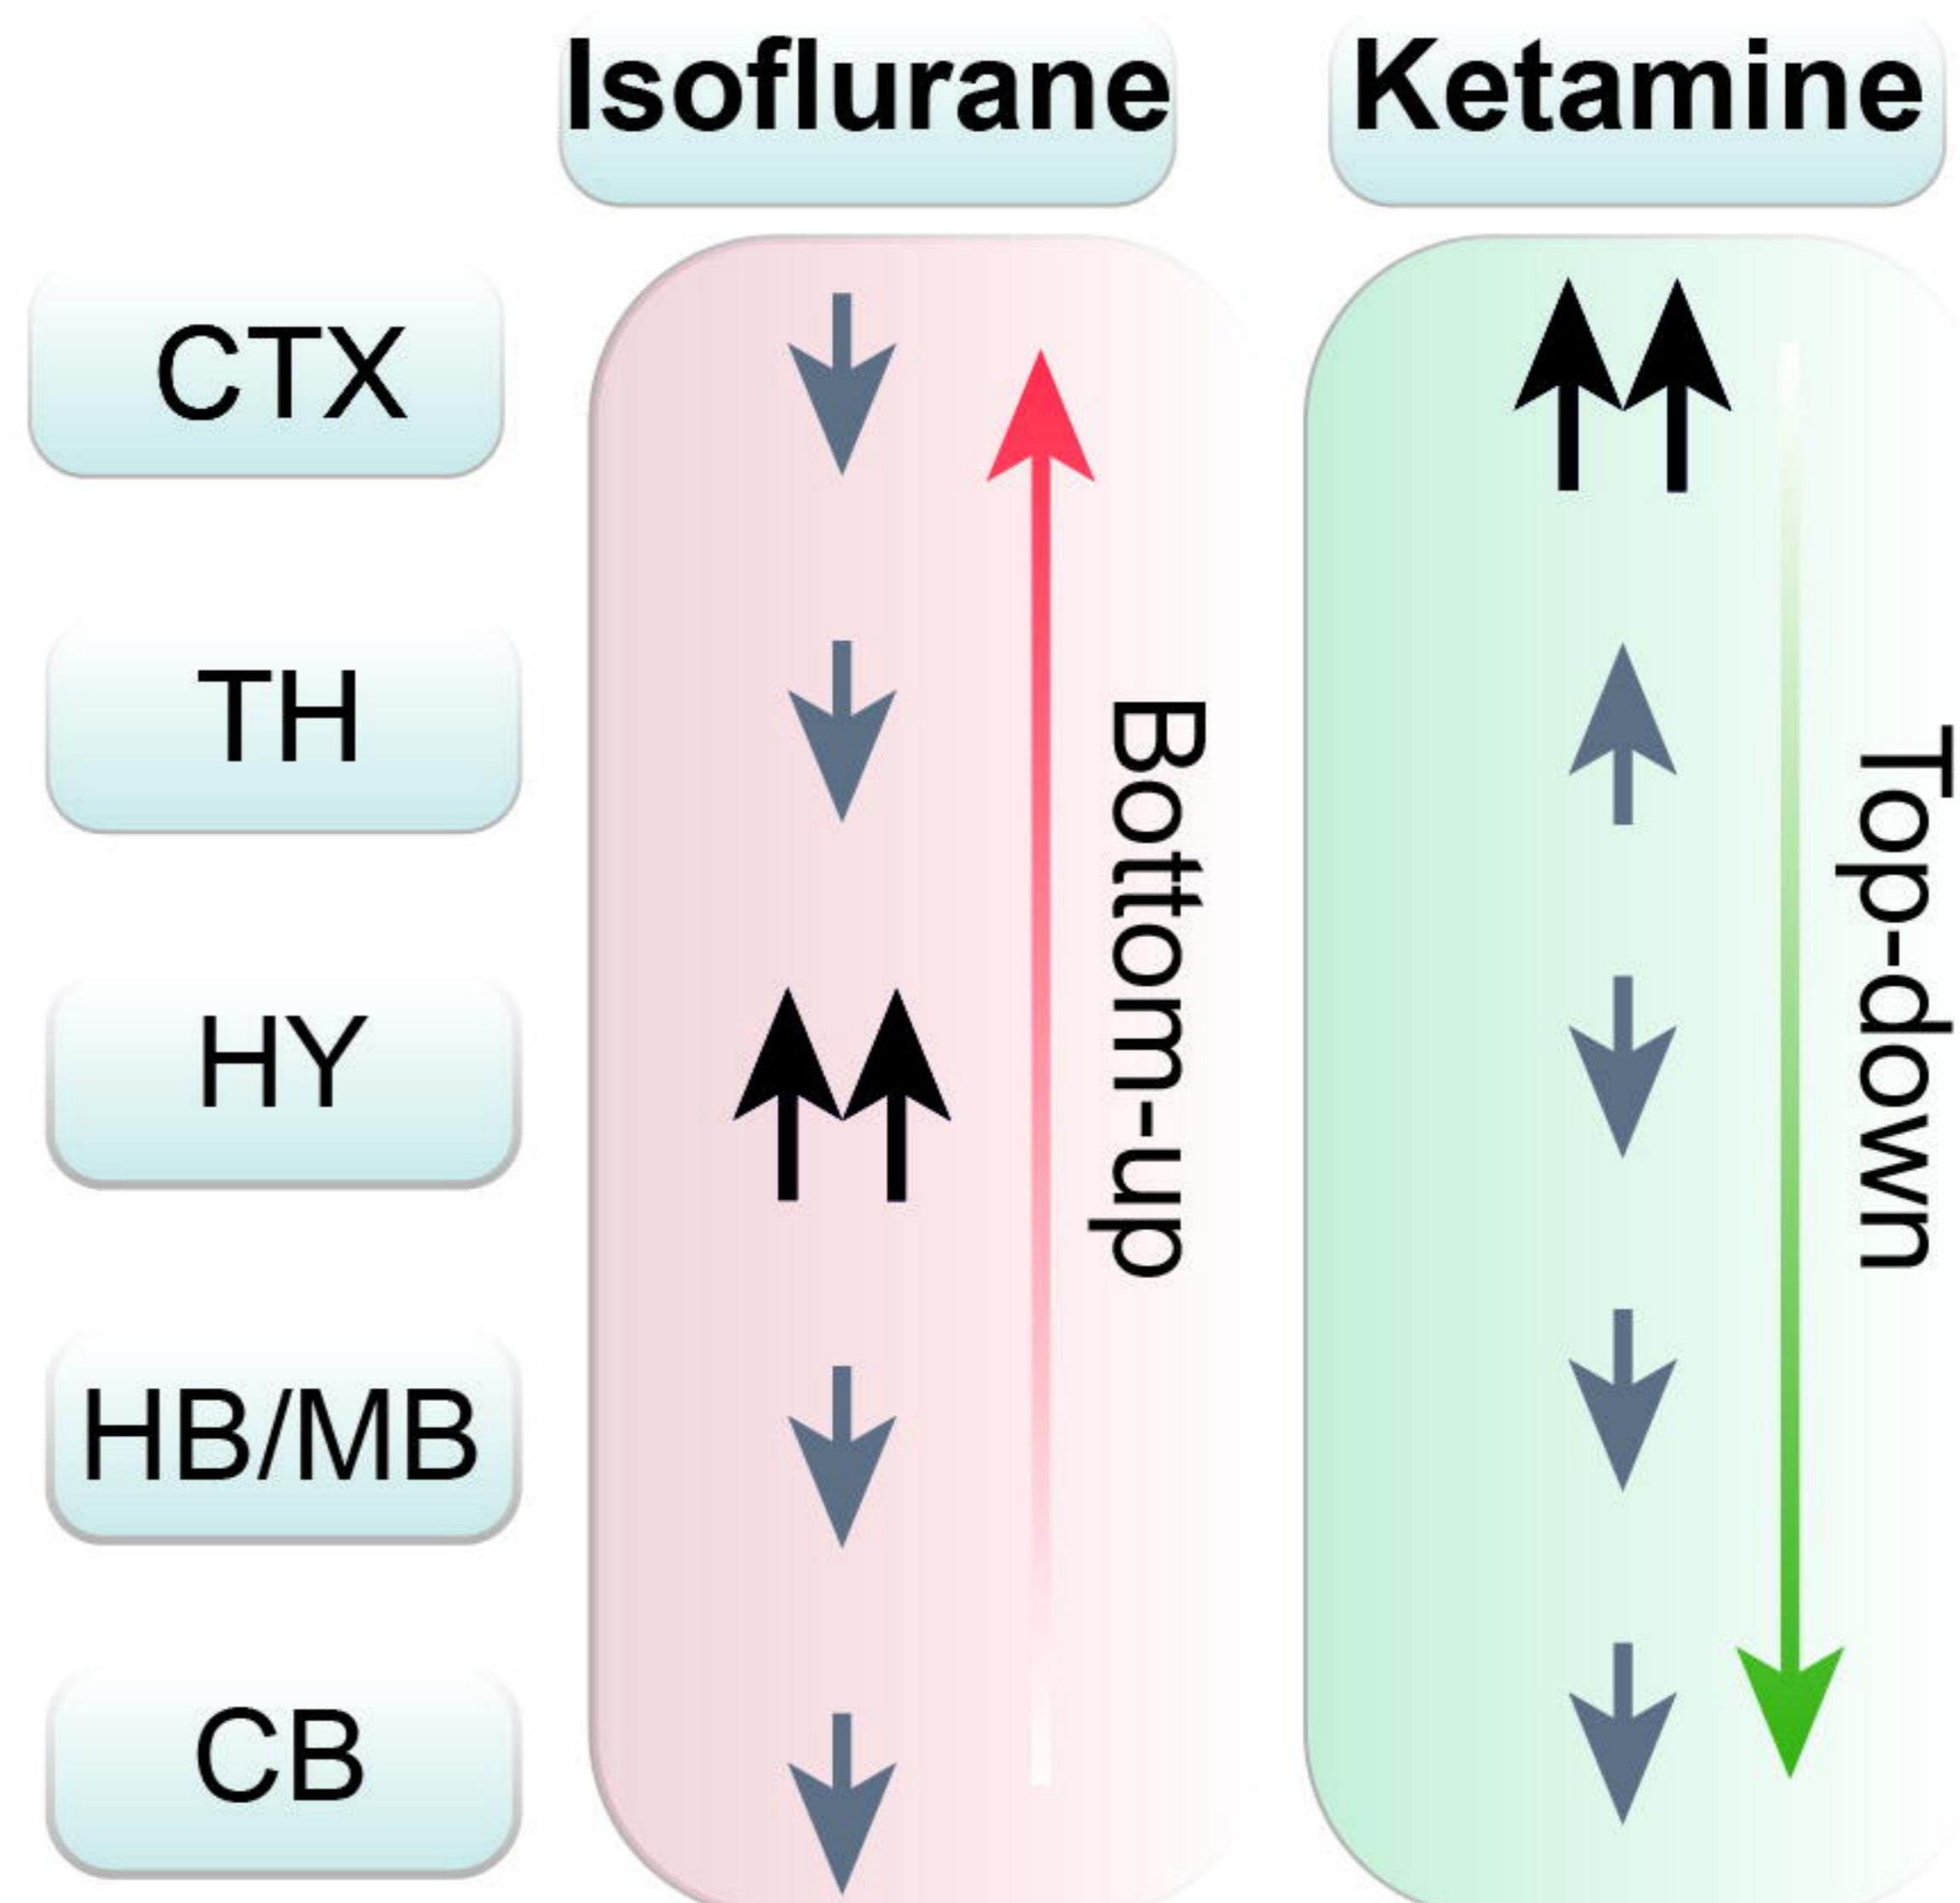 Isoflurane
Ketamine
CTX
TH
HY
HB/MB
CB
Bottom-up
Top-down